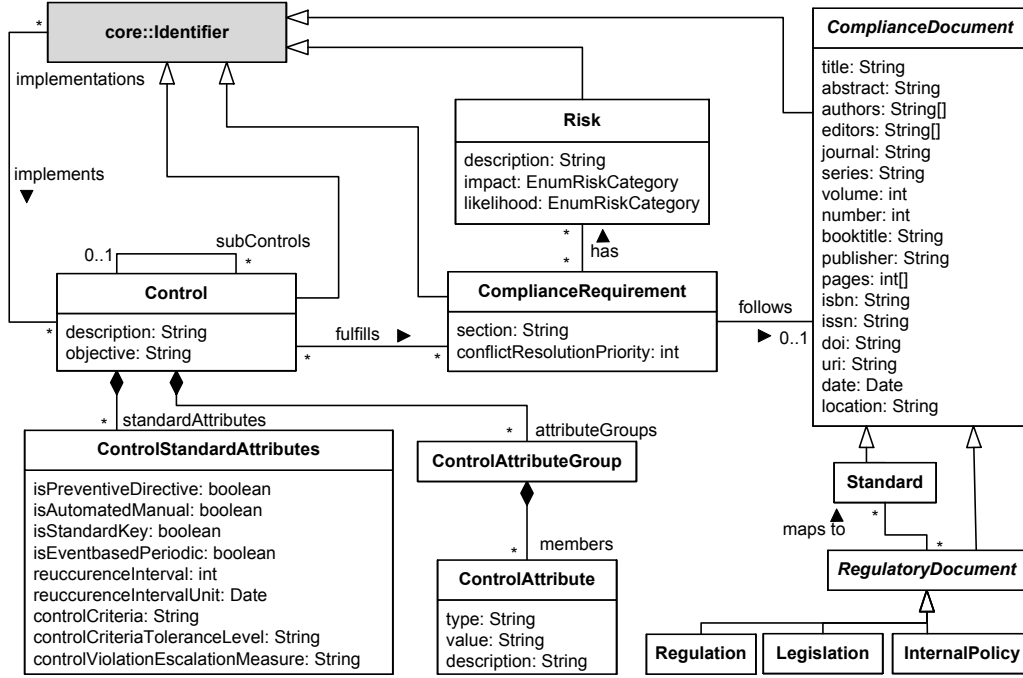 *
core::Identifier
implementations
implements
subControls
0..1
*
Control
description: String
objective: String
*
fulfills
*
*
Risk
description: String
impact: EnumRiskCategory
likelihood: EnumRiskCategory
*
has
*
ComplianceRequirement
section: String
conflictResolutionPriority: int
follows
0..1
ComplianceDocument
title: String
abstract: String
authors: String[]
editors: String[]
journal: String
series: String
volume: int
number: int
booktitle: String
publisher: String
pages: int[]
isbn: String
issn: String
doi: String
uri: String
date: Date
location: String
* standardAttributes
ControlStandardAttributes
isPreventiveDirective: boolean
isAutomatedManual: boolean
isStandardKey: boolean
isEventbasedPeriodic: boolean
reuccurenceInterval: int
reuccurenceIntervalUnit: Date
controlCriteria: String
controlCriteriaToleranceLevel: String
controlViolationEscalationMeasure: String
* attributeGroups
ControlAttributeGroup
* members
ControlAttribute
type: String
value: String
description: String
Standard
maps to
*
*
RegulatoryDocument
Regulation
Legislation
InternalPolicy